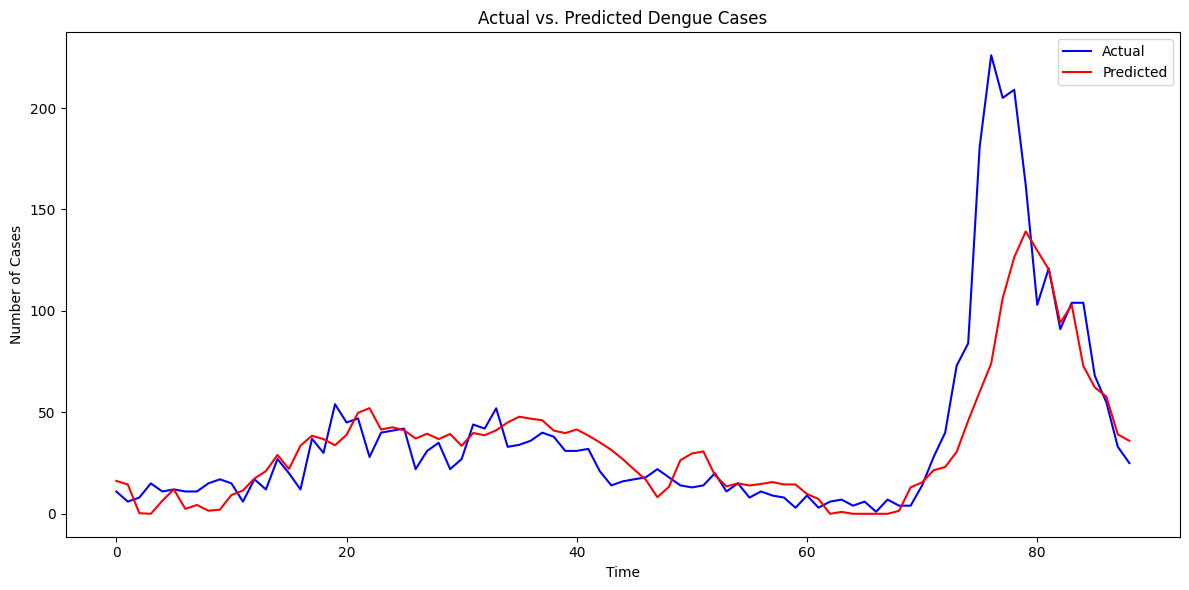 Actual vs. Predicted Dengue Cases
Actual
Predicted
Number of Cases
200
150
100
50
0
0 20 40 60 80
Time